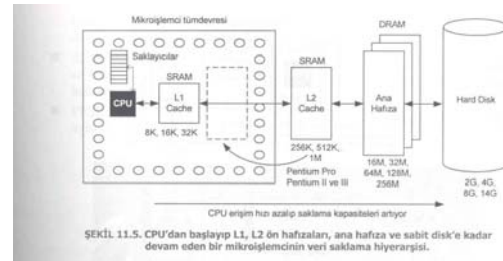 Mikroişlemci tümdevresi
Saklayıcılar
CPU
SRAM
L1
Cache
8K, 16K, 32K
SRAM
L2
Cache
256K, 512K,
1M
Pentium Pro
Pentium II ve III
DRAM
Ana
Hafıza
16M, 32M,
64M, 128M,
256M
Hard Disk
2G, 4G,
8G, 14G
CPU erişim hızı azalıp saklama kapasiteleri artıyor
ŞEKİL 11.5. CPU'dan başlayıp L1, L2 ön hafızaları, ana hafıza ve sabit disk'e kadar
devam eden bir mikroişlemcinin veri saklama hiyerarşisi.